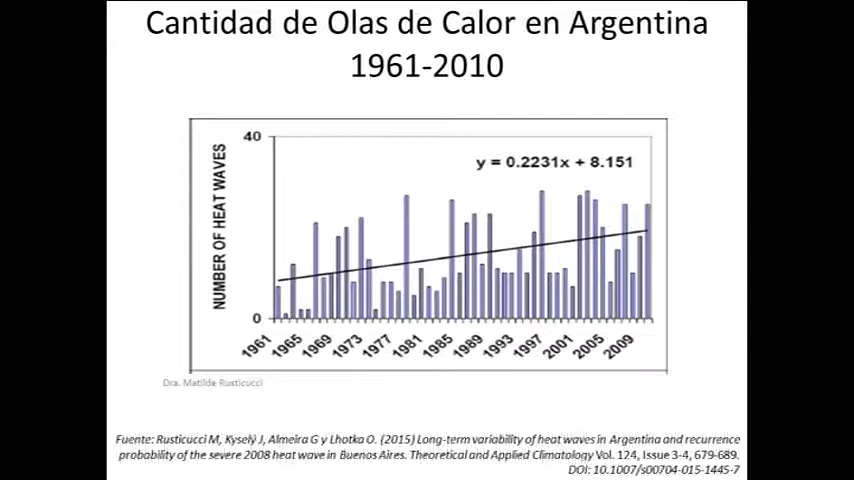 Cantidad de Olas de Calor en Argentina
1961-2010
NUMBER OF HEAT WAVES
40
y = 0.2231x + 8.151
0
1961
1965
1969
1973
1977
1981
1985
1989
1993
1997
2001
2005
2009
Dra. Matilde Rusticucci
Fuente: Rusticucci M, Kyselý J, Almeira G y Lhotka O. (2015) Long-term variability of heat waves in Argentina and recurrence
probability of the severe 2008 heat wave in Buenos Aires. Theoretical and Applied Climatology Vol. 124, Issue 3-4, 679-689.
DOI: 10.1007/s00704-015-1445-7